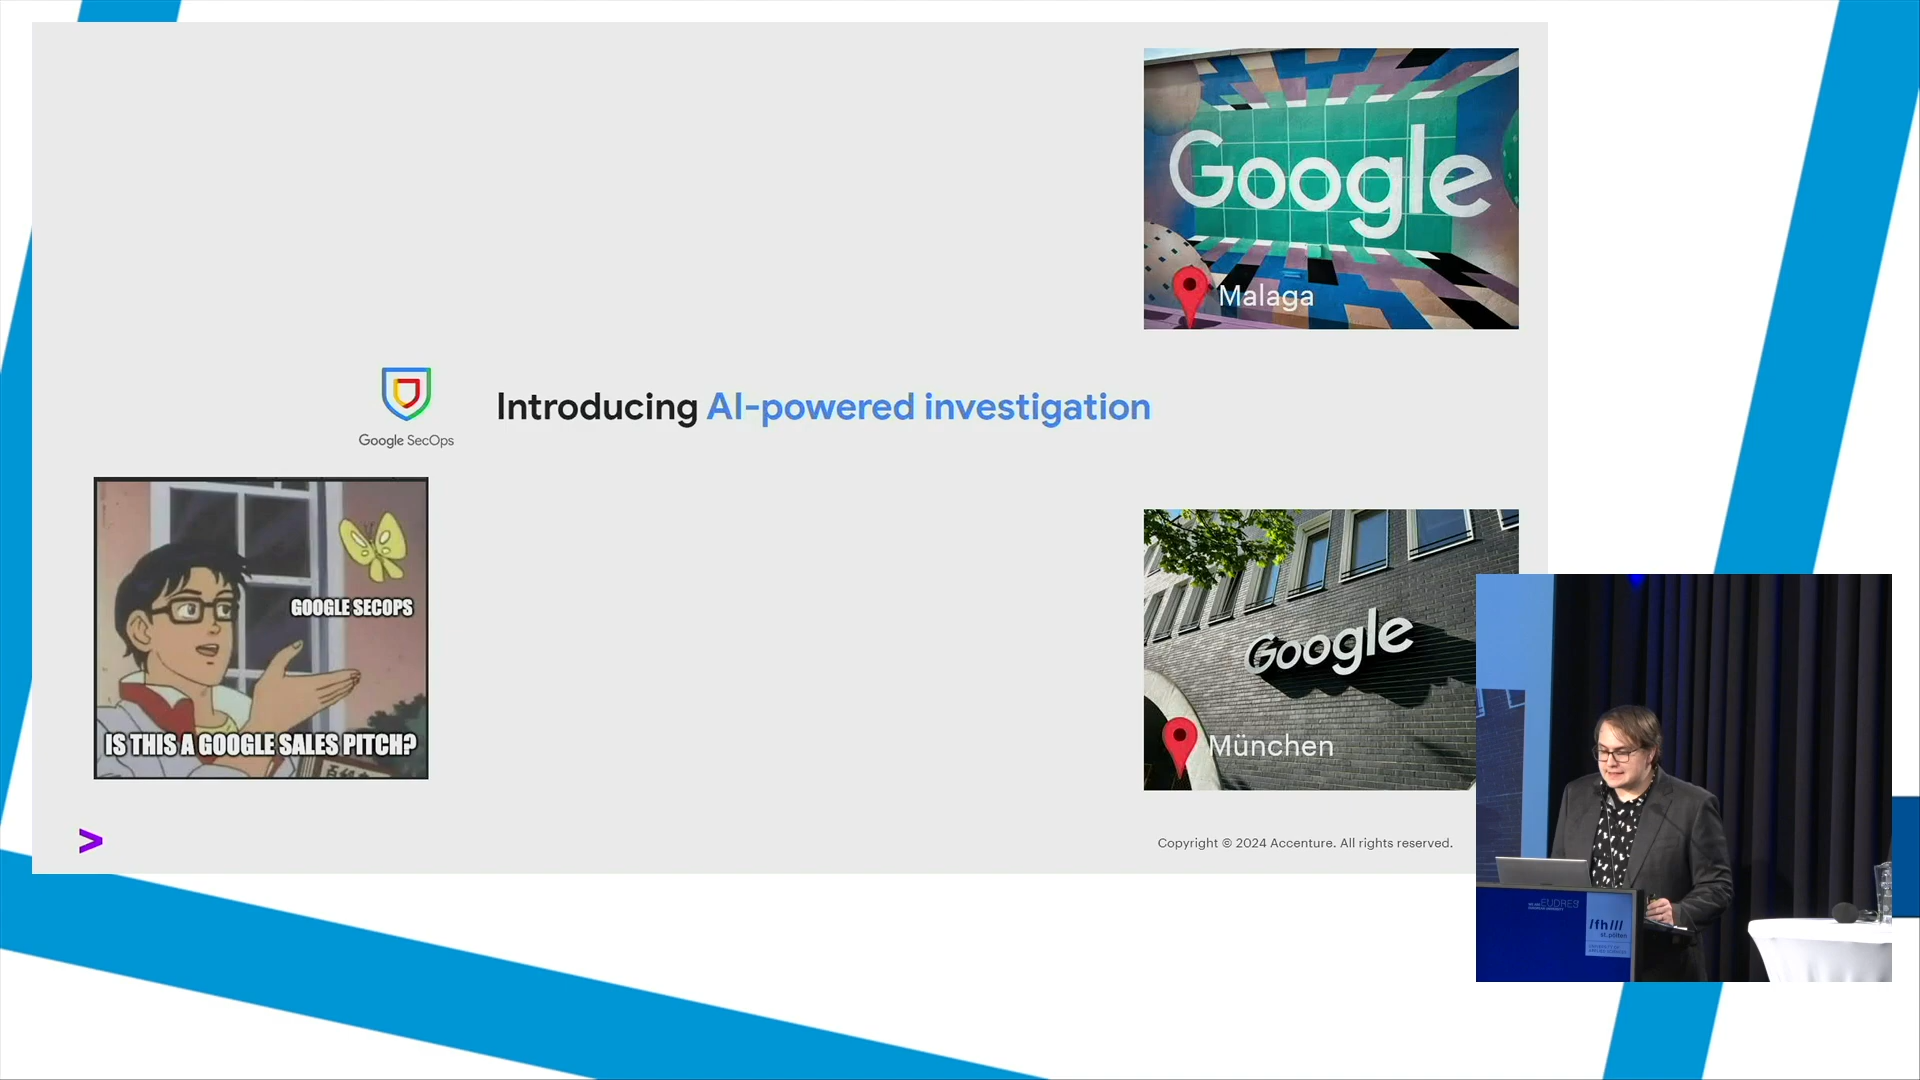 Google
Malaga
Google SecOps
Introducing AI-powered investigation
GOOGLE SECOPS
IS THIS A GOOGLE SALES PITCH?
Google
München
>
Copyright © 2024 Accenture. All rights reserved.
EUDRES
/fh///
st.pölten